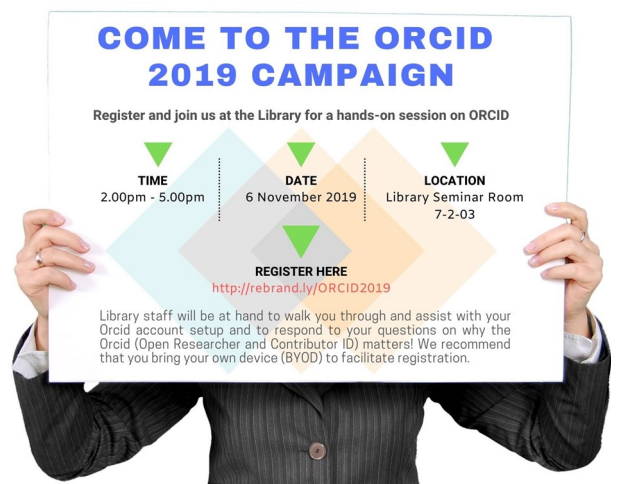 COME TO THE ORCID
2019 CAMPAIGN
Register and join us at the Library for a hands-on session on ORCID
TIME
2.00pm - 5.00pm
DATE
6 November 2019
LOCATION
Library Seminar Room
7-2-03
REGISTER HERE
http://rebrand.ly/ORCID2019
Library staff will be at hand to walk you through and assist with your
Orcid account setup and to respond to your questions on why the
Orcid (Open Researcher and Contributor ID) matters! We recommend
that you bring your own device (BYOD) to facilitate registration.